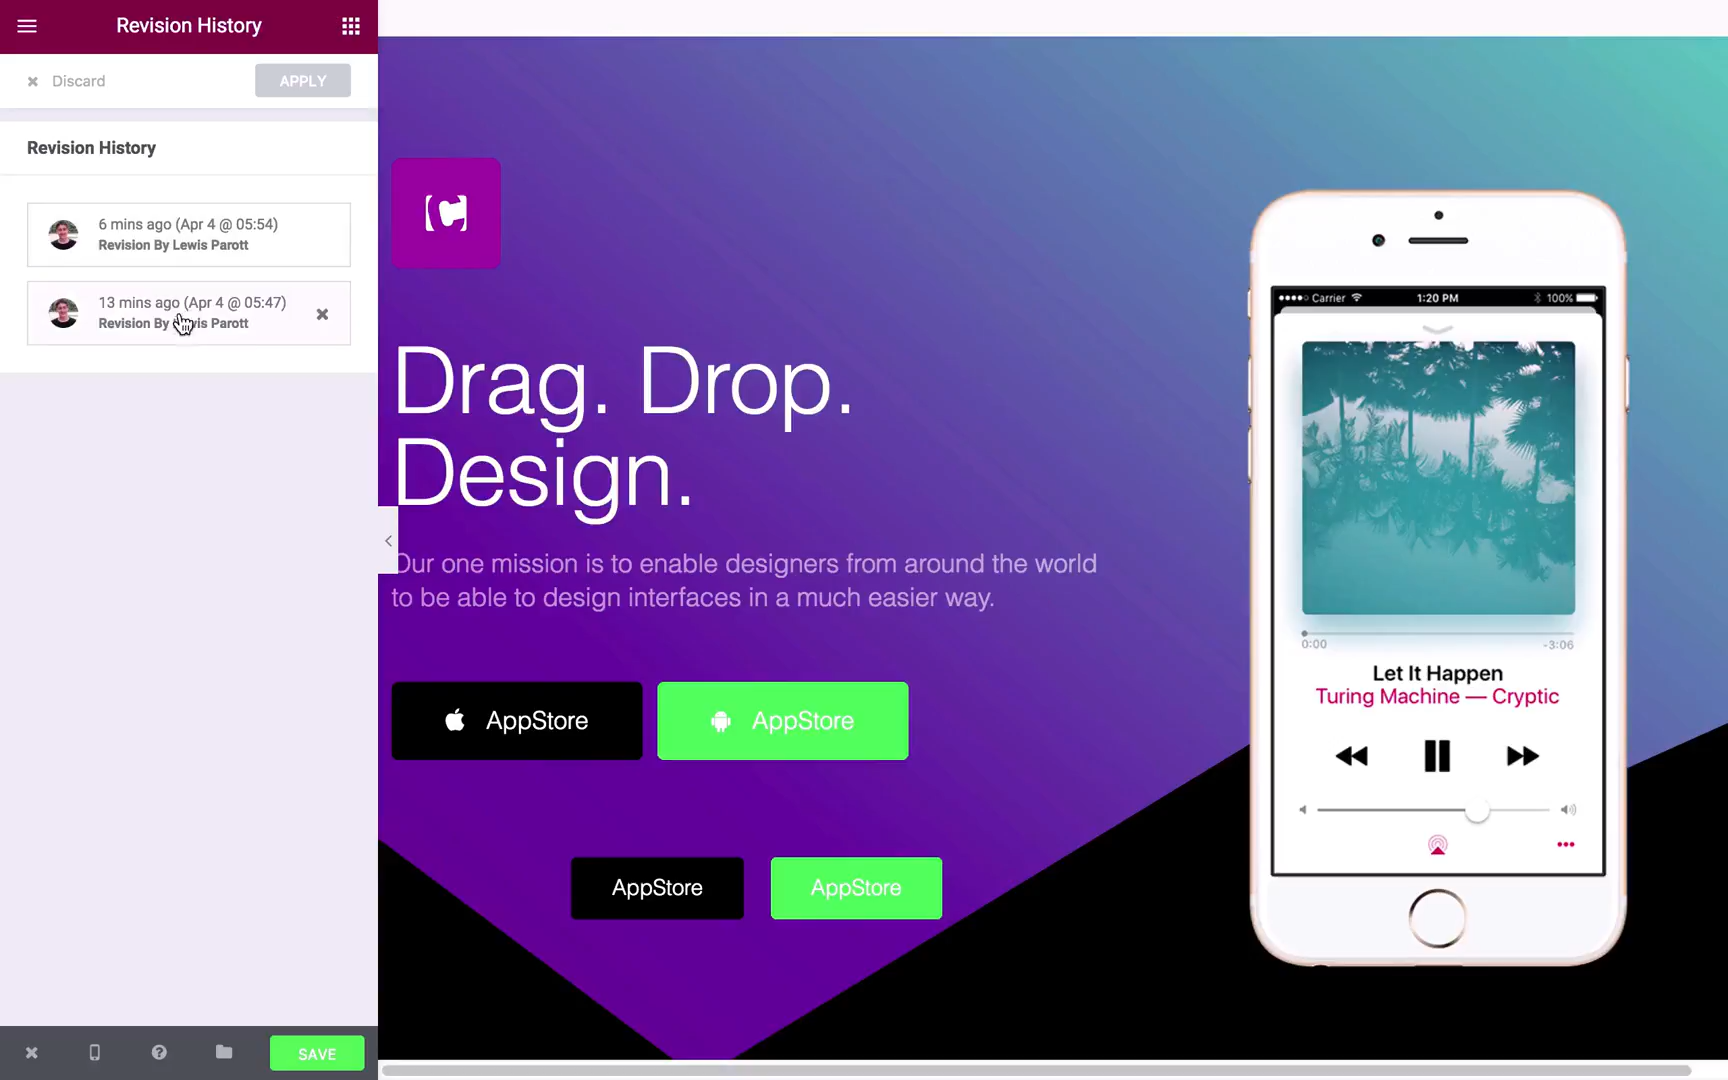 Revision History
Discard
APPLY
Revision History
6 mins ago (Apr 4 @ 05:54)
Revision By Lewis Parott
13 mins ago (Apr 4 @ 05:47)
Revision By Lewis Parott
SAVE
Drag. Drop.
Design.
Our one mission is to enable designers from around the world
to be able to design interfaces in a much easier way.
AppStore
AppStore
AppStore
AppStore
Carrier
1:20 PM
100%
0:00
-3:06
Let It Happen
Turing Machine — Cryptic